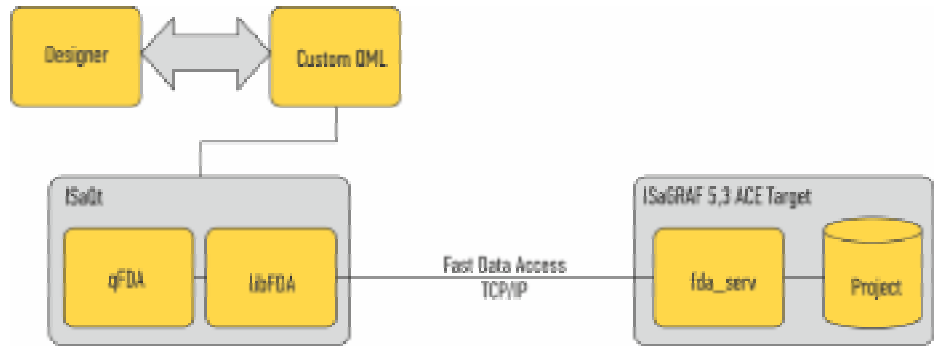 Designer
Custom QML
ISaQt
qFDA
libFDA
Fast Data Access
TCP/IP
ISaGRAF 5,3 ACE Target
fda_serv
Project